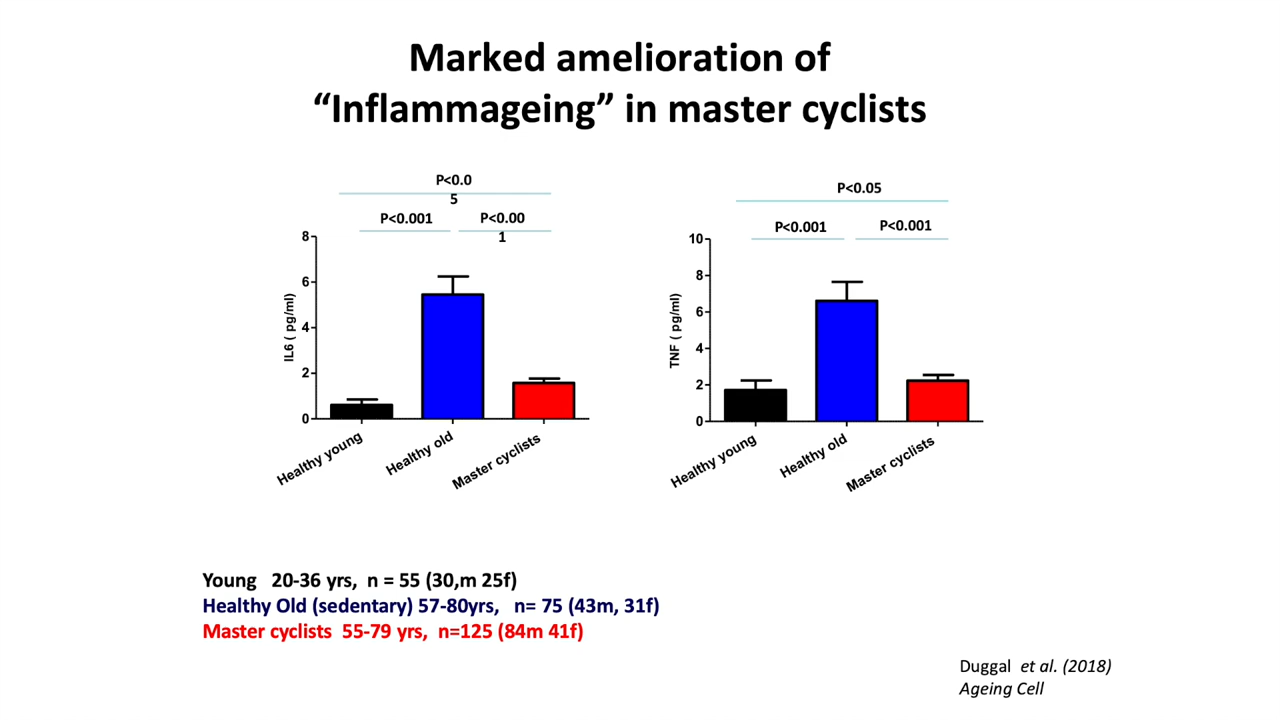 Marked amelioration of
“Inflammageing” in master cyclists
P<0.0
5
P<0.001
P<0.00
1
8
6
4
2
0
IL6 ( pg/ml)
Healthy young
Healthy old
Master cyclists
P<0.05
P<0.001
P<0.001
10
8
6
4
2
0
TNF ( pg/ml)
Healthy young
Healthy old
Master cyclists
Young 20-36 yrs, n = 55 (30,m 25f)
Healthy Old (sedentary) 57-80yrs, n= 75 (43m, 31f)
Master cyclists 55-79 yrs, n=125 (84m 41f)
Duggal et al. (2018)
Ageing Cell